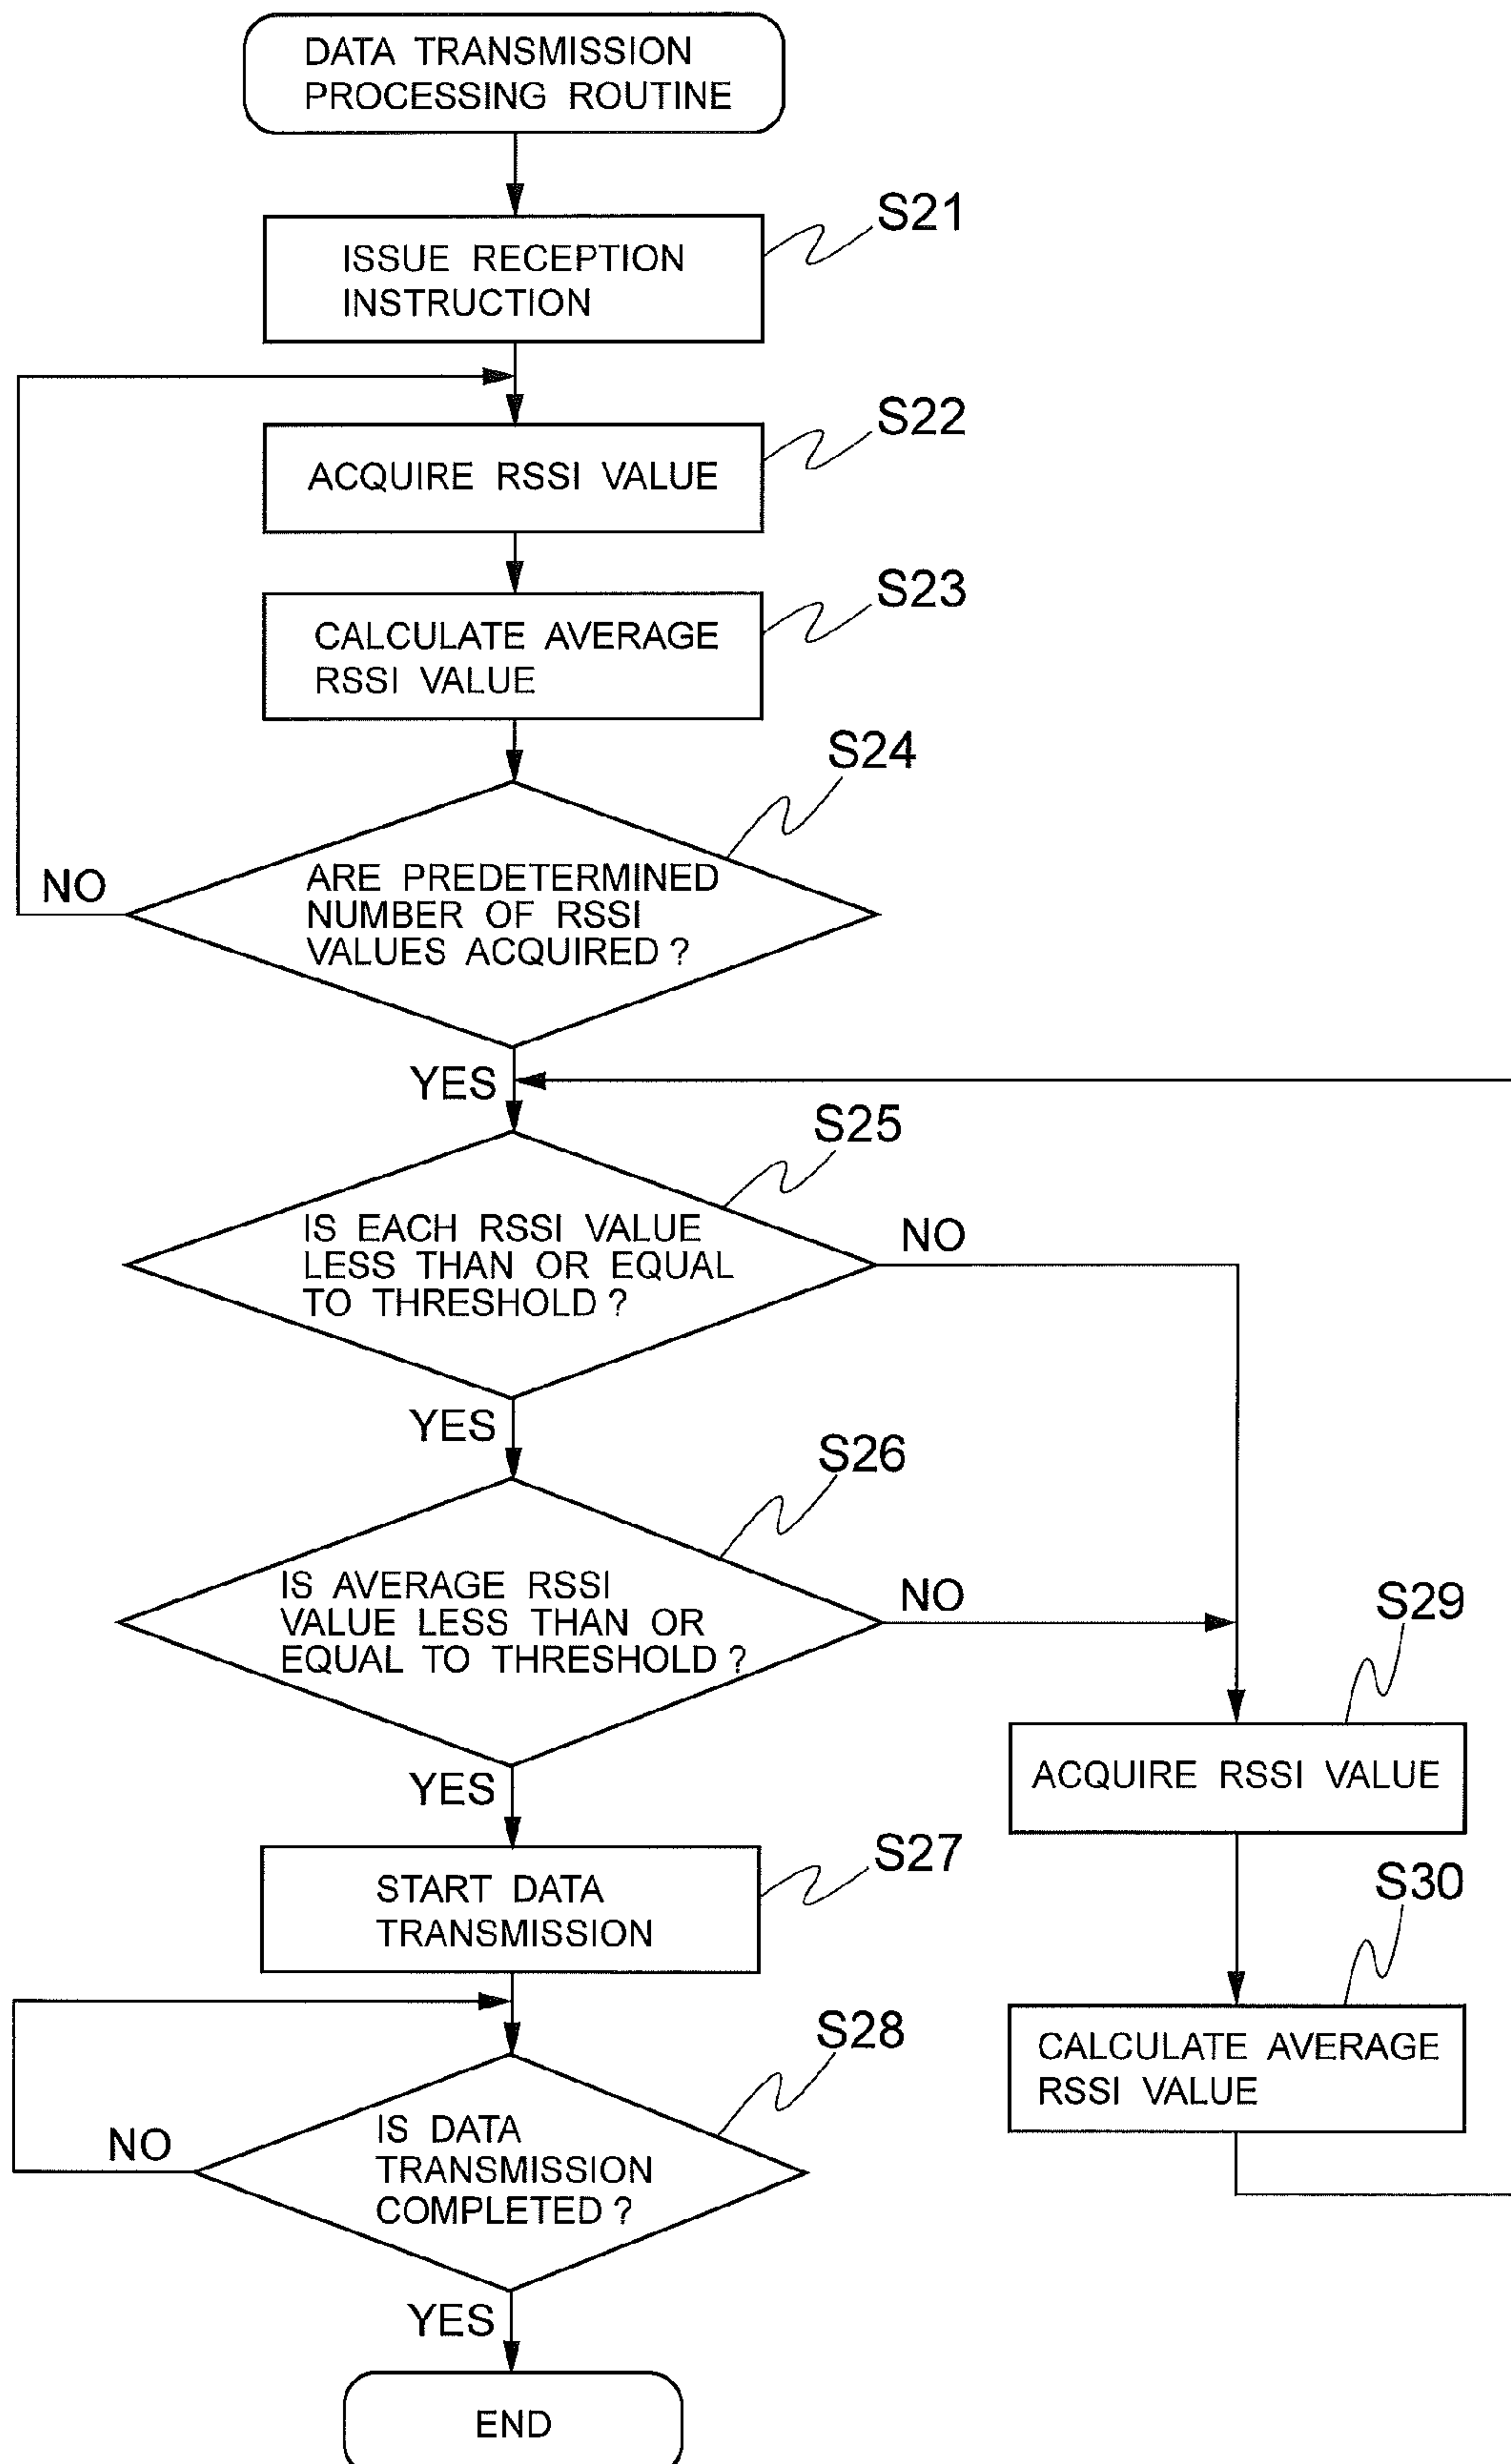 DATA TRANSMISSION
PROCESSING ROUTINE
S21
ISSUE RECEPTION
INSTRUCTION
S22
ACQUIRE RSSI VALUE
S23
CALCULATE AVERAGE
RSSI VALUE
S24
ARE PREDETERMINED
NUMBER OF RSSI
VALUES ACQUIRED ?
NO
YES
S25
IS EACH RSSI VALUE
LESS THAN OR EQUAL
TO THRESHOLD ?
NO
YES
S26
IS AVERAGE RSSI
VALUE LESS THAN OR
EQUAL TO THRESHOLD ?
NO
YES
S29
ACQUIRE RSSI VALUE
S27
START DATA
TRANSMISSION
S30
CALCULATE AVERAGE
RSSI VALUE
S28
IS DATA
TRANSMISSION
COMPLETED ?
NO
YES
END